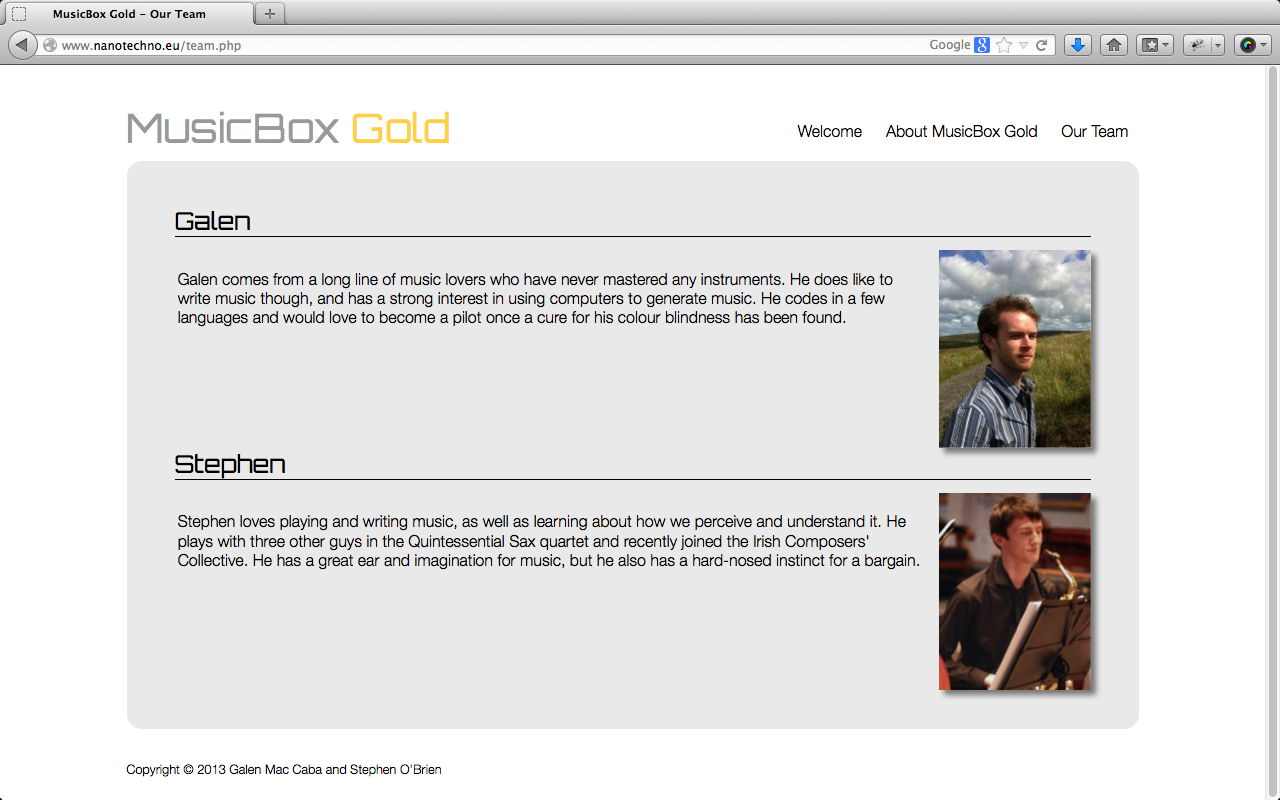 MusicBox Gold – Our Team
www.nanotechno.eu/team.php
Google
MusicBox Gold
Welcome About MusicBox Gold Our Team
Galen
Galen comes from a long line of music lovers who have never mastered any instruments. He does like to
write music though, and has a strong interest in using computers to generate music. He codes in a few
languages and would love to become a pilot once a cure for his colour blindness has been found.
Stephen
Stephen loves playing and writing music, as well as learning about how we perceive and understand it. He
plays with three other guys in the Quintessential Sax quartet and recently joined the Irish Composers'
Collective. He has a great ear and imagination for music, but he also has a hard-nosed instinct for a bargain.
Copyright © 2013 Galen Mac Caba and Stephen O'Brien